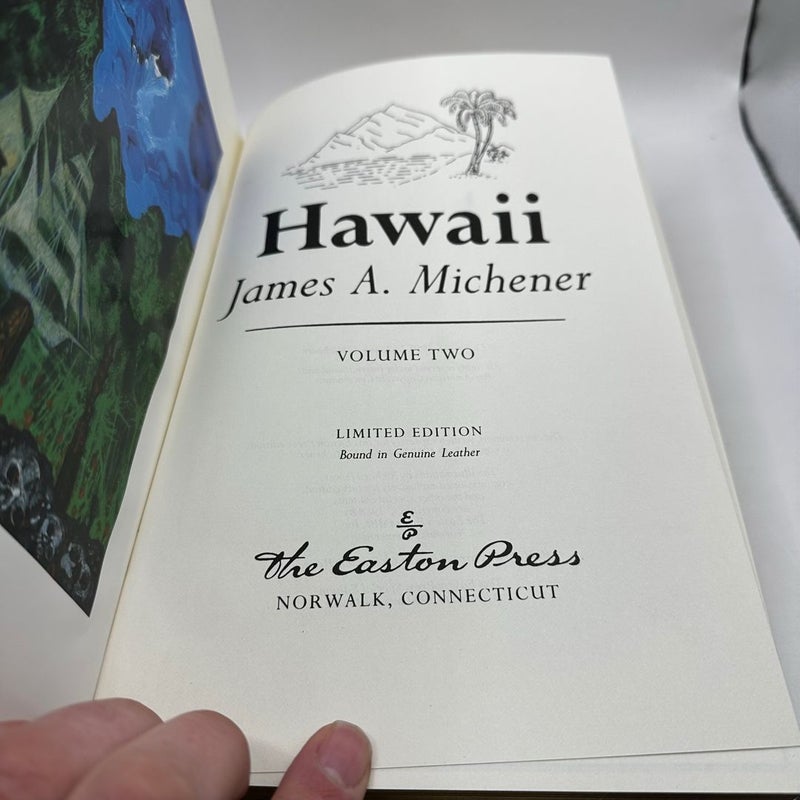 Hawaii
James A. Michener
VOLUME TWO
LIMITED EDITION
Bound in Genuine Leather
E
P
The Easton Press
NORWALK, CONNECTICUT